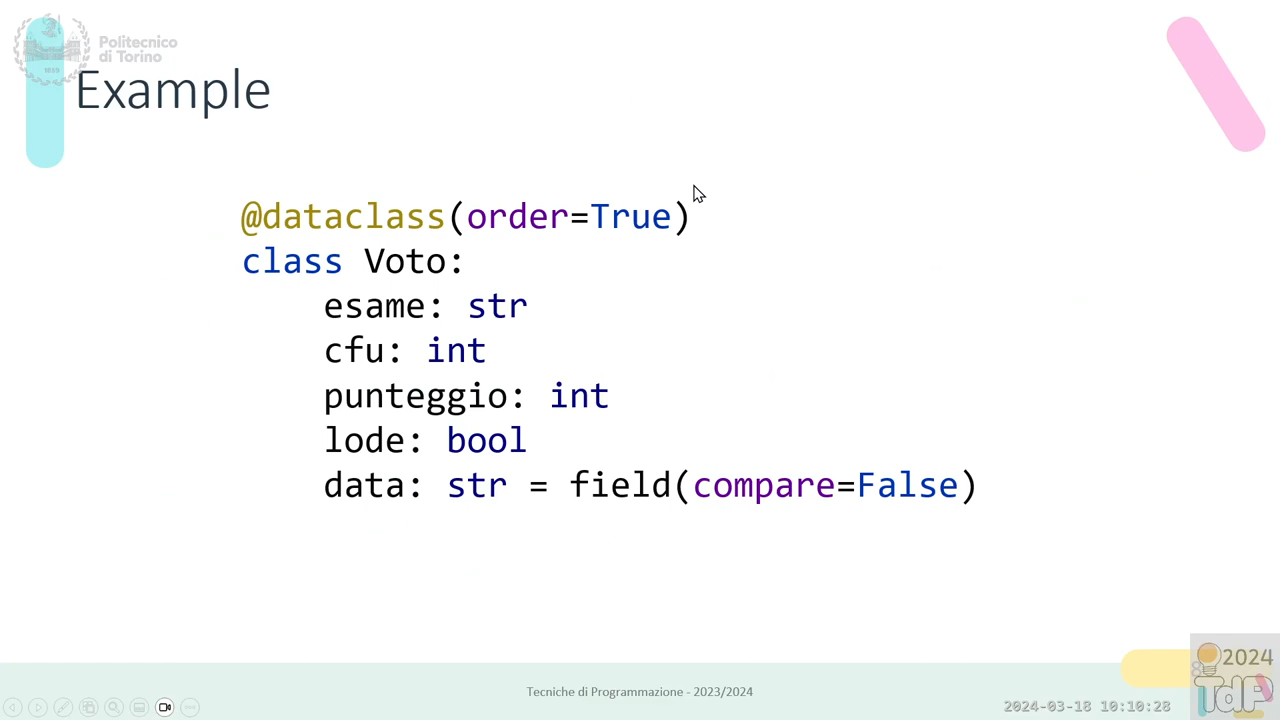 Politecnico
di Torino
Example
@dataclass(order=True)
class Voto:
    esame: str
    cfu: int
    punteggio: int
    lode: bool
    data: str = field(compare=False)
Tecniche di Programmazione - 2023/2024
2024-03-18 10:10:28
2024
TdP